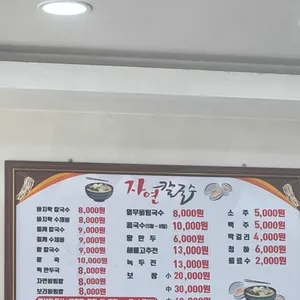 자연칼국수
바지락 칼국수 8,000원
바지락 수제비 8,000원
들깨 칼국수 9,000원
들깨 수제비 9,000원
팥 칼국수 9,000원
팥 죽 10,000원
떡 만두국 8,000원
자연비빔밥 8,000원
보리비빔밥 8,000원
열무비빔국수 8,000원
콩국수 10,000원
왕만두 6,000원
해물고추전 13,000원
녹두전 13,000원
보쌈 小 20,000원
中 30,000원
소주 5,000원
맥주 5,000원
막걸리 4,000원
청하 6,000원
음료수 2,000원